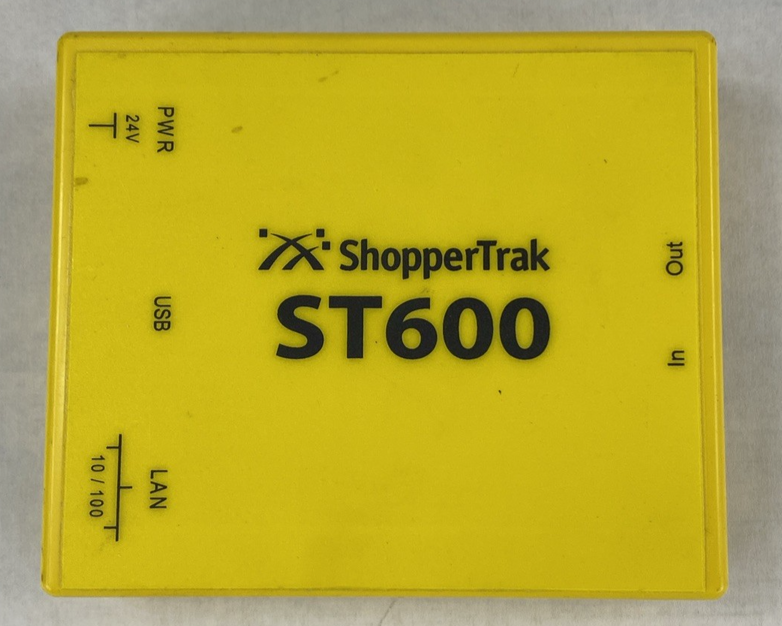 PWR
24V
USB
LAN
10 / 100
ShopperTrak
ST600
Out
In